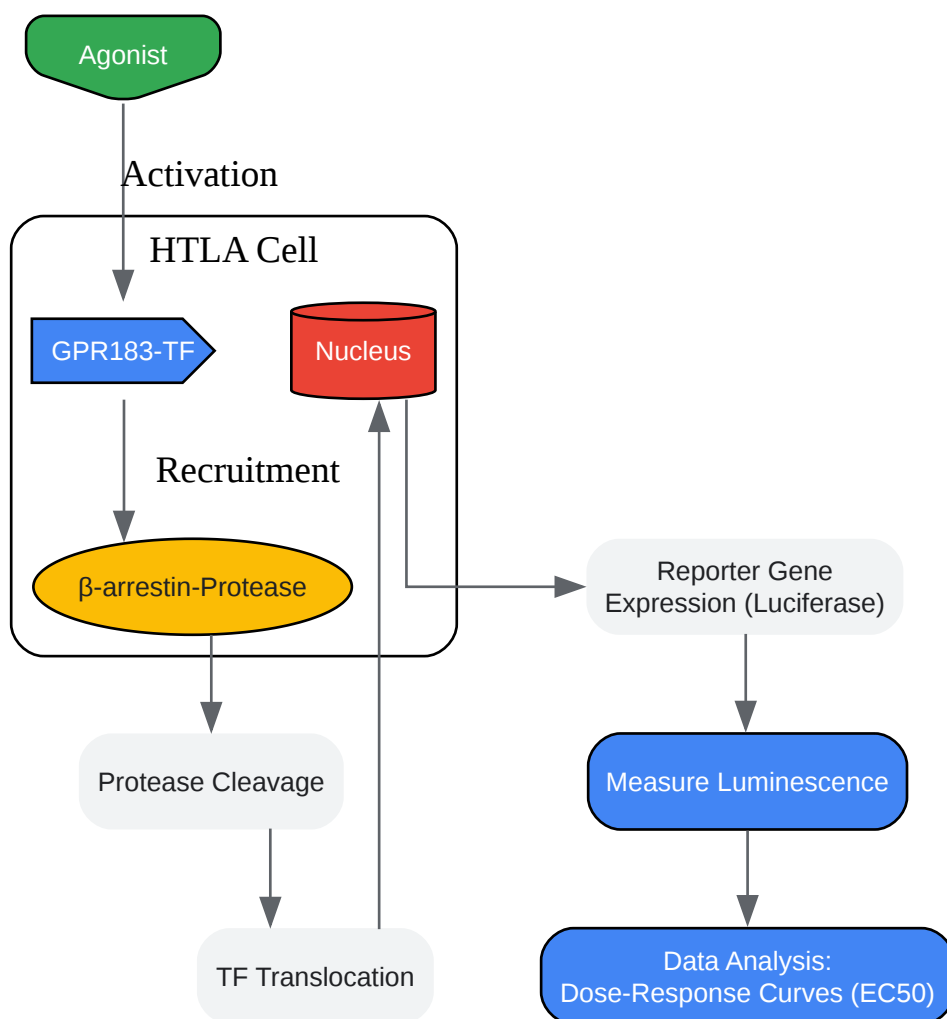 Agonist
Activation
HTLA Cell
GPR183-TF
Nucleus
Recruitment
β-arrestin-Protease
Reporter Gene
Expression (Luciferase)
Protease Cleavage
Measure Luminescence
TF Translocation
Data Analysis:
Dose-Response Curves (EC50)